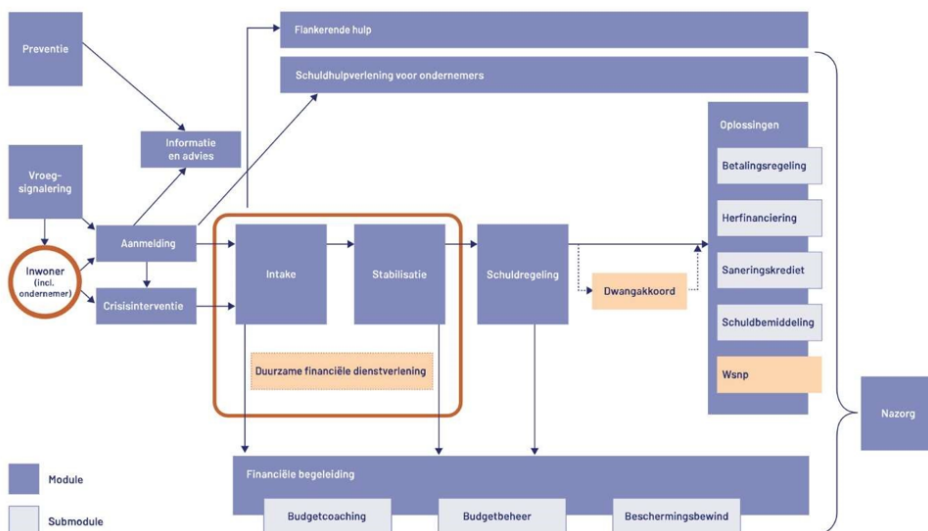 Preventie
Flankerende hulp
Schuldhulpverlening voor ondernemers
Informatie
en advies
Oplossingen
Betalingsregeling
Vroeg-
signalering
Herfinanciering
Aanmelding
Inwoner
(incl.
ondernemer)
Intake
Stabilisatie
Schuldregeling
Saneringskrediet
Dwangakkoord
Crisisinterventie
Schuldbemiddeling
Duurzame financiële dienstverlening
Wsnp
Nazorg
Financiële begeleiding
Module
Budgetcoaching
Budgetbeheer
Beschermingsbewind
Submodule